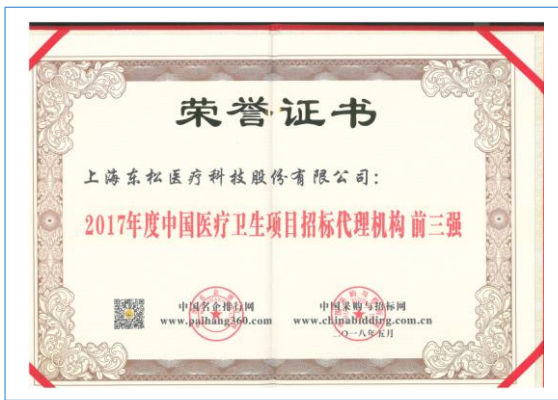 荣誉证书
上海东松医疗科技股份有限公司：
2017年度中国医疗卫生项目招标代理机构 前三强
中国名企排行网
www.paihang360.com
中国采购与招标网
www.chinabidding.com.cn
二〇一八年五月